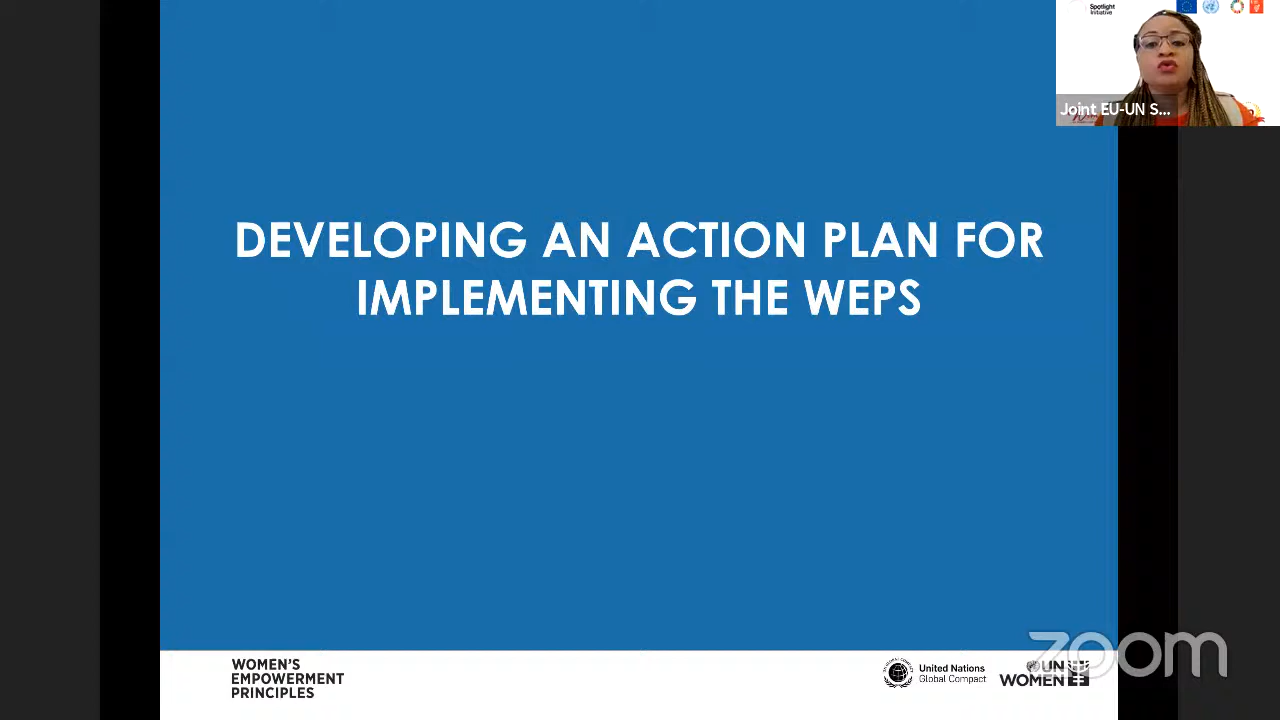 Spotlight
Initiative
Joint EU-UN S...
DEVELOPING AN ACTION PLAN FOR
IMPLEMENTING THE WEPS
WOMEN'S
EMPOWERMENT
PRINCIPLES
United Nations
Global Compact
UN
WOMEN
zoom